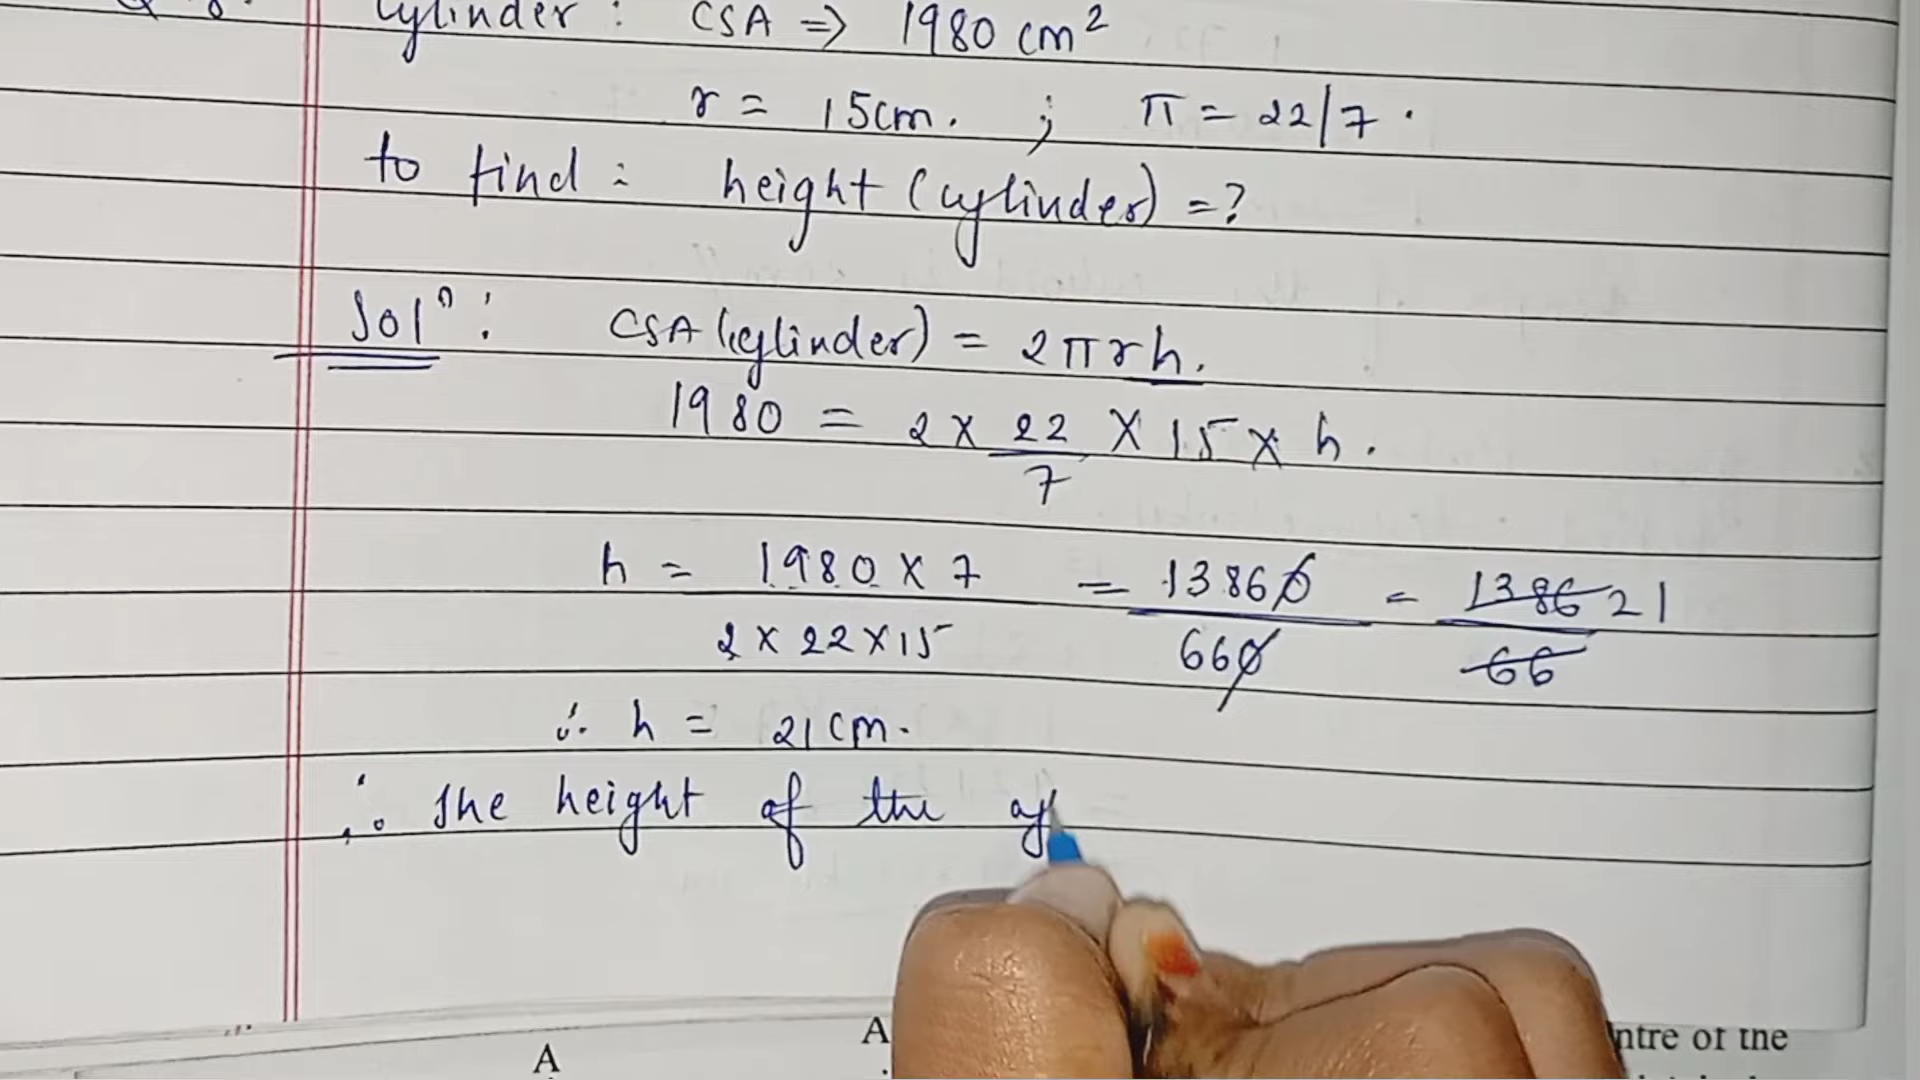 Cylinder : CSA => 1980 cm²
r = 15cm. ; π = 22/7 .
to find : height (cylinder) = ?
Solⁿ : CSA (cylinder) = 2πrh.
1980 = 2 × 22/7 × 15 × h.
h = 1980 × 7 / 2 × 22 × 15 = 13860 / 660 = 1386 / 66 21
∴ h = 21 cm.
∴ The height of the cy
A A ntre of the